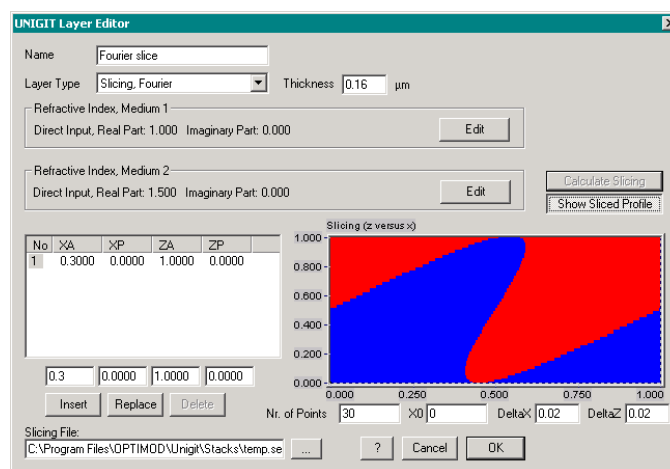 UNIGIT Layer Editor
Name Fourier slice
Layer Type Slicing, Fourier Thickness 0.16 µm
Refractive Index, Medium 1
Direct Input, Real Part: 1.000 Imaginary Part: 0.000 Edit
Refractive Index, Medium 2
Direct Input, Real Part: 1.500 Imaginary Part: 0.000 Edit
Calculate Slicing
Show Sliced Profile
No XA XP ZA ZP
1 0.3000 0.0000 1.0000 0.0000
0.3 0.0000 1.0000 0.0000
Insert Replace Delete
Slicing (z versus x)
1.000
0.800
0.600
0.400
0.200
0.000
0.000 0.250 0.500 0.750 1.000
Nr. of Points 30 X0 0 DeltaX 0.02 DeltaZ 0.02
Slicing File:
C:\Program Files\OPTIMOD\Unigit\Stacks\temp.se ... ? Cancel OK